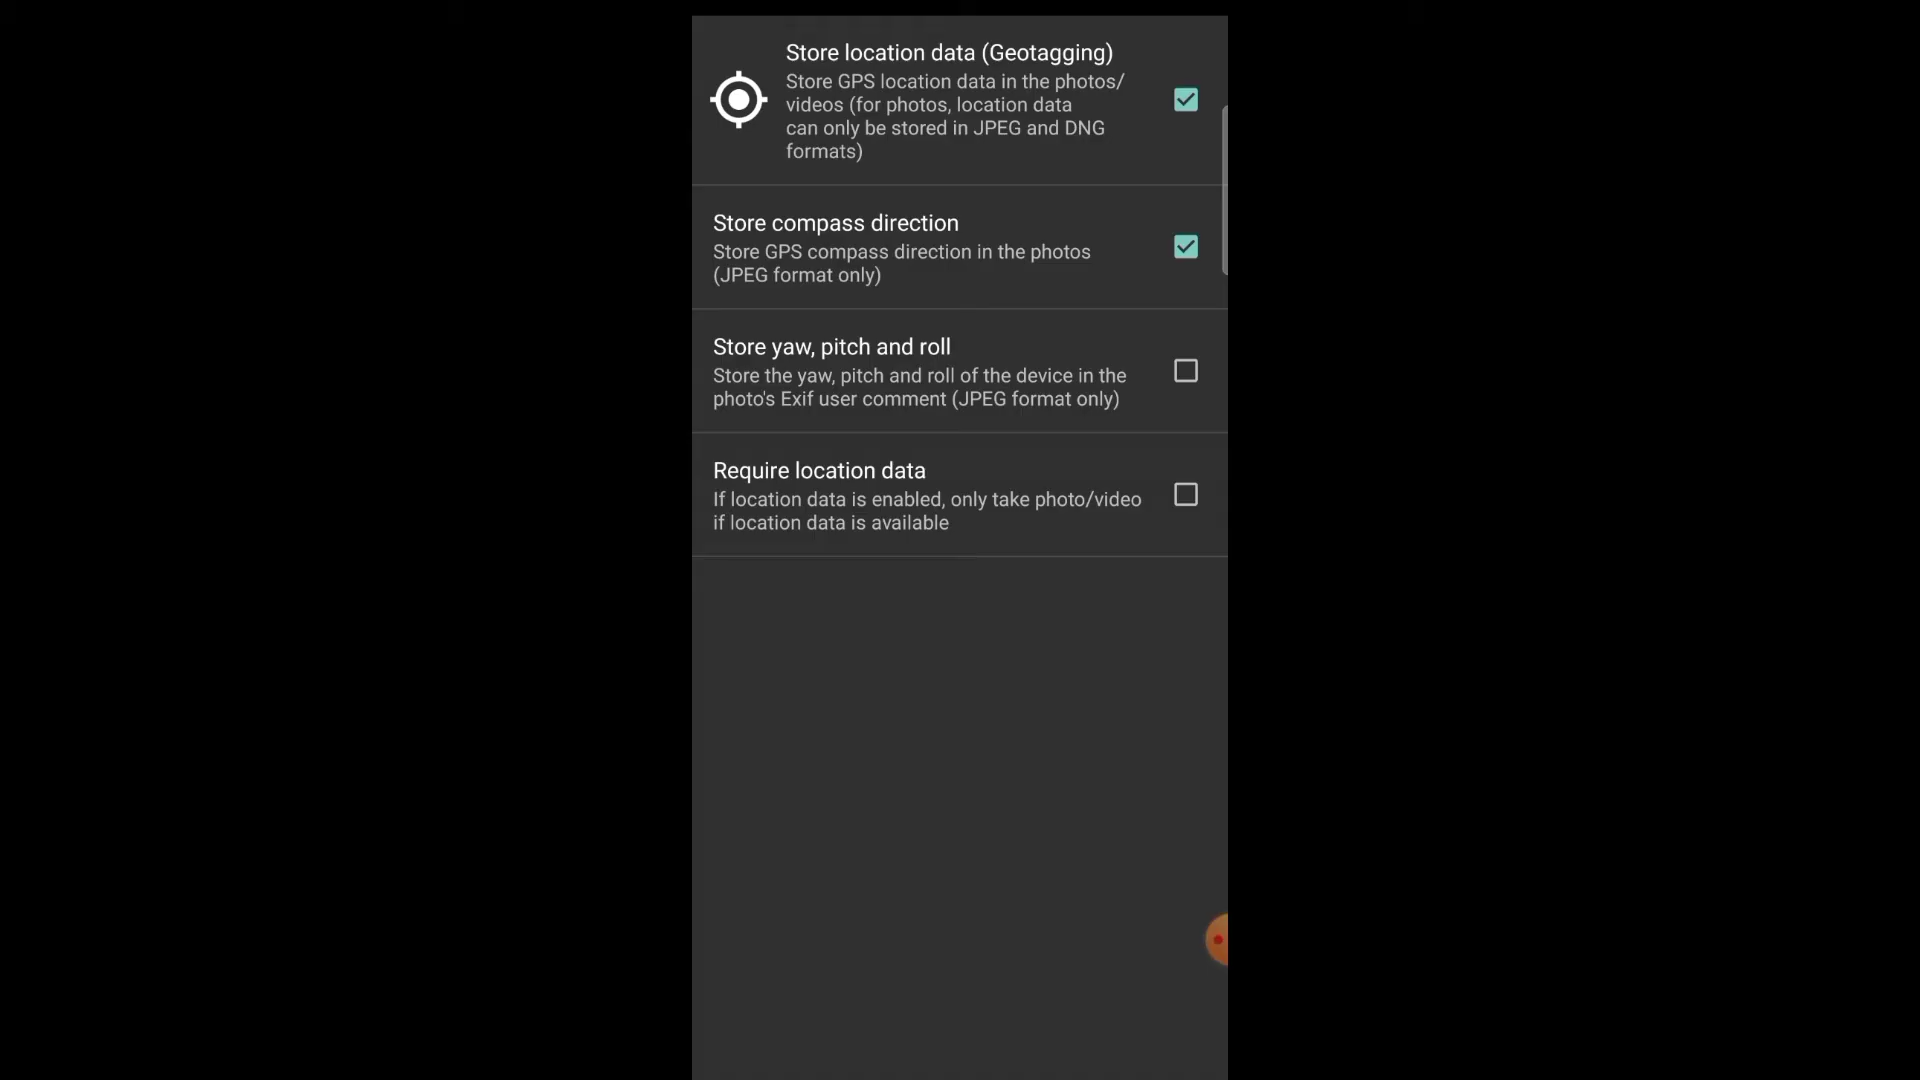 Store location data (Geotagging)
Store GPS location data in the photos/
videos (for photos, location data
can only be stored in JPEG and DNG
formats)
Store compass direction
Store GPS compass direction in the photos
(JPEG format only)
Store yaw, pitch and roll
Store the yaw, pitch and roll of the device in the
photo's Exif user comment (JPEG format only)
Require location data
If location data is enabled, only take photo/video
if location data is available